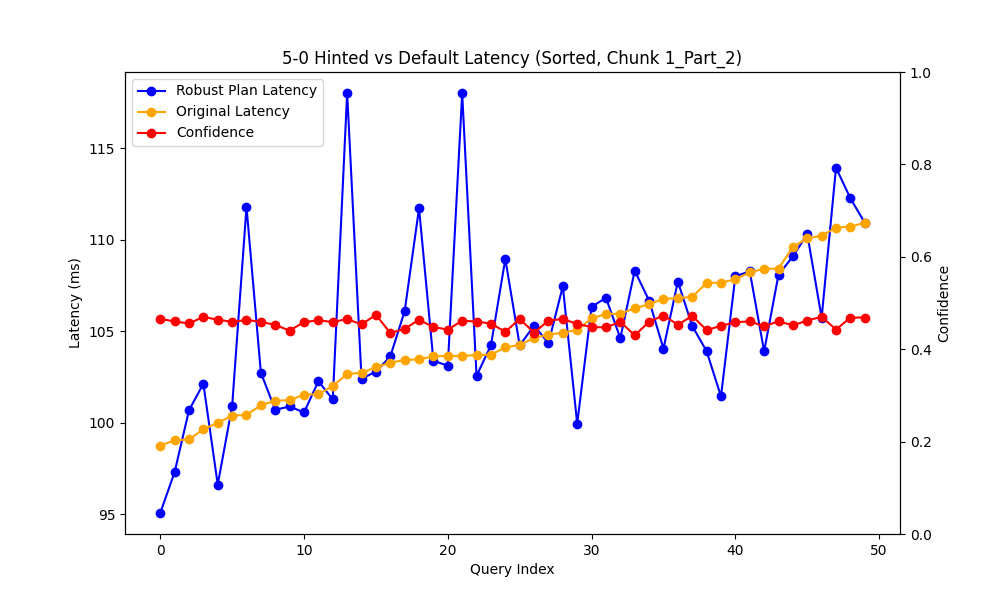 5-0 Hinted vs Default Latency (Sorted, Chunk 1_Part_2)
Robust Plan Latency
Original Latency
Confidence
Latency (ms)
115
110
105
100
95
1.0
0.8
0.6
0.4
0.2
0.0
Confidence
0 10 20 30 40 50
Query Index